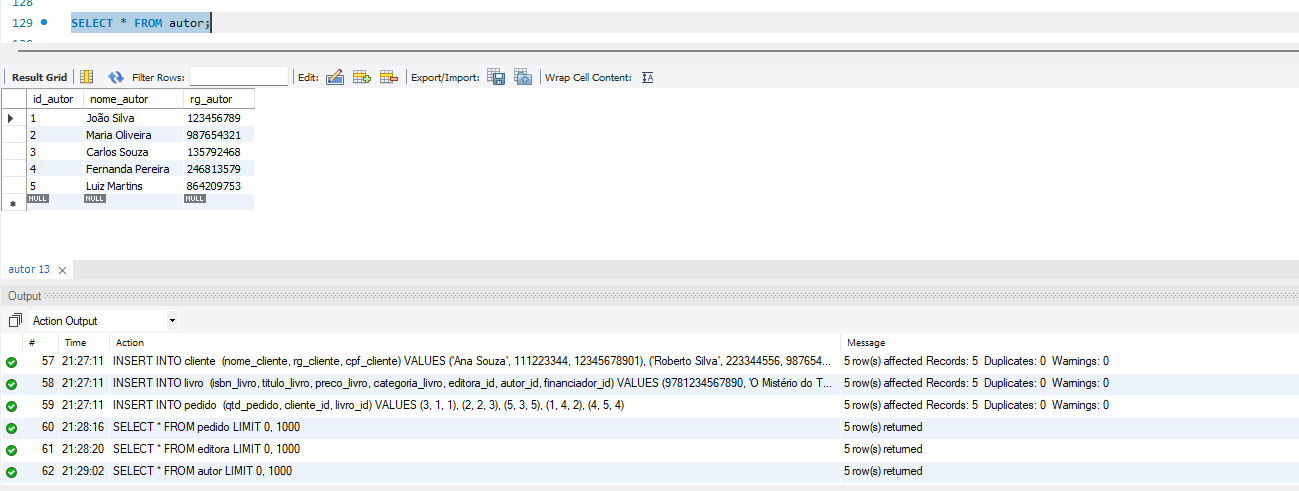 128
129 SELECT * FROM autor;
Result Grid Filter Rows: Edit: Export/Import: Wrap Cell Content: IA
id_autor nome_autor rg_autor
1 João Silva 123456789
2 Maria Oliveira 987654321
3 Carlos Souza 135792468
4 Fernanda Pereira 246813579
5 Luiz Martins 864209753
NULL NULL NULL
autor 13
Output
Action Output
# Time Action Message
57 21:27:11 INSERT INTO cliente (nome_cliente, rg_cliente, cpf_cliente) VALUES ('Ana Souza', 111223344, 12345678901), ('Roberto Silva', 223344556, 987654... 5 row(s) affected Records: 5 Duplicates: 0 Warnings: 0
58 21:27:11 INSERT INTO livro (isbn_livro, titulo_livro, preco_livro, categoria_livro, editora_id, autor_id, financiador_id) VALUES (9781234567890, 'O Mistério do T... 5 row(s) affected Records: 5 Duplicates: 0 Warnings: 0
59 21:27:11 INSERT INTO pedido (qtd_pedido, cliente_id, livro_id) VALUES (3, 1, 1), (2, 2, 3), (5, 3, 5), (1, 4, 2), (4, 5, 4) 5 row(s) affected Records: 5 Duplicates: 0 Warnings: 0
60 21:28:16 SELECT * FROM pedido LIMIT 0, 1000 5 row(s) returned
61 21:28:20 SELECT * FROM editora LIMIT 0, 1000 5 row(s) returned
62 21:29:02 SELECT * FROM autor LIMIT 0, 1000 5 row(s) returned